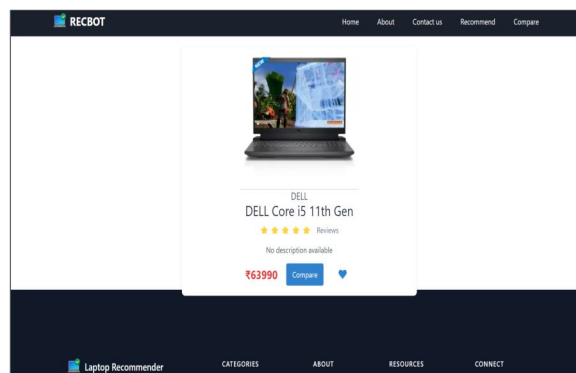 RECBOT
Home About Contact us Recommend Compare
NEW
DELL
DELL Core i5 11th Gen
Reviews
No description available
₹63990 Compare
Laptop Recommender CATEGORIES ABOUT RESOURCES CONNECT